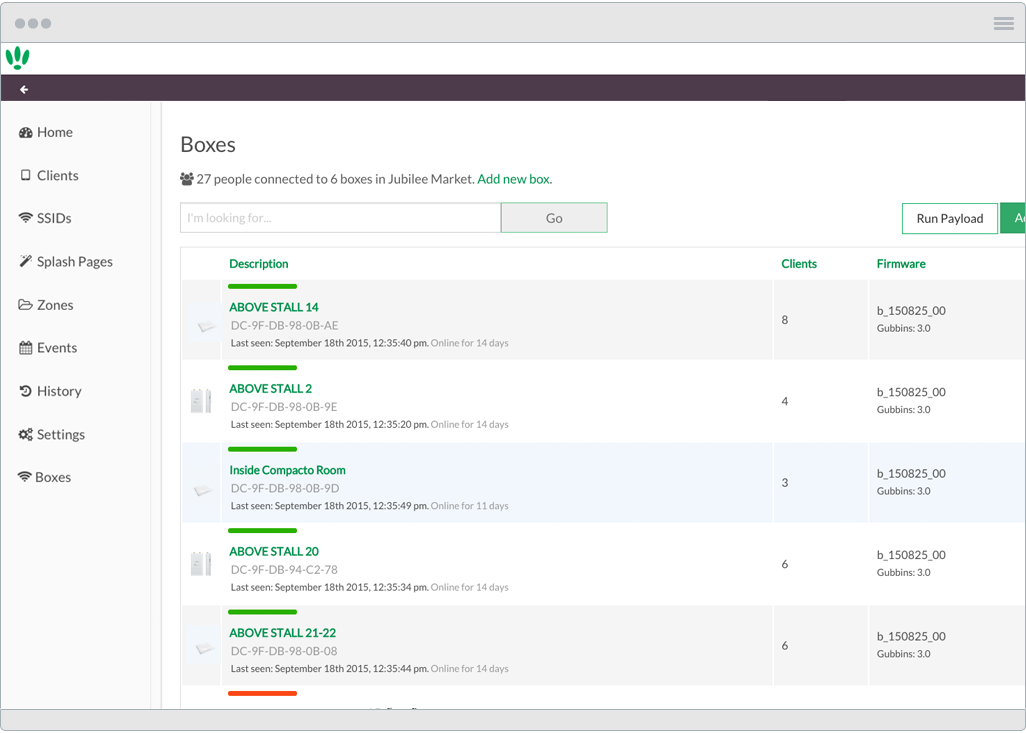 Home
Clients
SSIDs
Splash Pages
Zones
Events
History
Settings
Boxes
Boxes
27 people connected to 6 boxes in Jubilee Market. Add new box.
I'm looking for...
Go
Run Payload
Description
Clients
Firmware
ABOVE STALL 14
DC-9F-DB-98-0B-AE
Last seen: September 18th 2015, 12:35:40 pm. Online for 14 days
8
b_150825_00
Gubbins: 3.0
ABOVE STALL 2
DC-9F-DB-98-0B-9E
Last seen: September 18th 2015, 12:35:20 pm. Online for 14 days
4
b_150825_00
Gubbins: 3.0
Inside Compacto Room
DC-9F-DB-98-0B-9D
Last seen: September 18th 2015, 12:35:49 pm. Online for 11 days
3
b_150825_00
Gubbins: 3.0
ABOVE STALL 20
DC-9F-DB-94-C2-78
Last seen: September 18th 2015, 12:35:34 pm. Online for 14 days
6
b_150825_00
Gubbins: 3.0
ABOVE STALL 21-22
DC-9F-DB-98-0B-08
Last seen: September 18th 2015, 12:35:44 pm. Online for 14 days
6
b_150825_00
Gubbins: 3.0